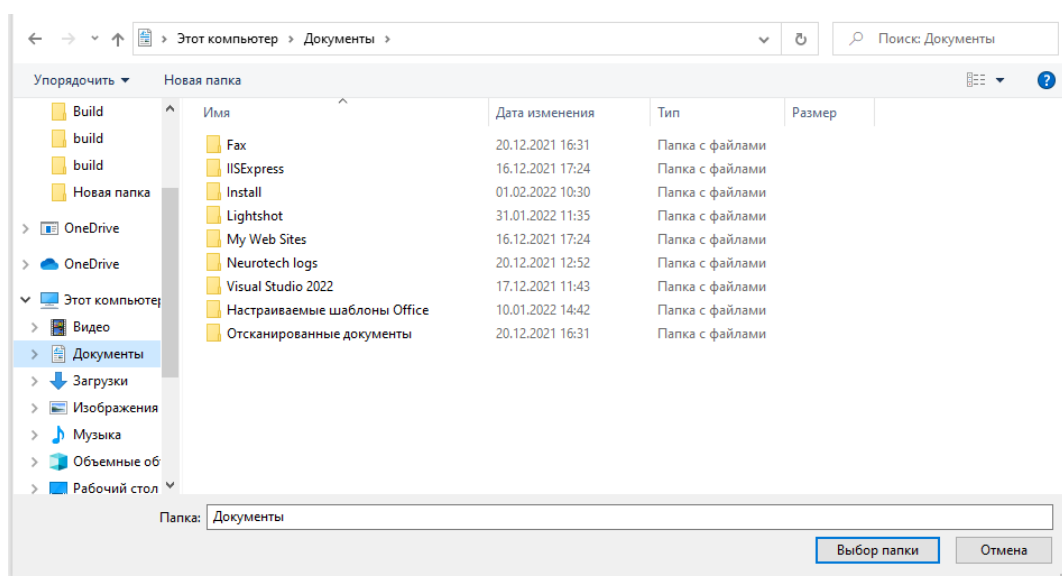 Этот компьютер > Документы >
Поиск: Документы
Упорядочить
Новая папка
Build
build
build
Новая папка
OneDrive
OneDrive
Этот компьютер
Видео
Документы
Загрузки
Изображения
Музыка
Объемные об
Рабочий стол
Имя Дата изменения Тип Размер
Fax 20.12.2021 16:31 Папка с файлами
IISExpress 16.12.2021 17:24 Папка с файлами
Install 01.02.2022 10:30 Папка с файлами
Lightshot 31.01.2022 11:35 Папка с файлами
My Web Sites 16.12.2021 17:24 Папка с файлами
Neurotech logs 20.12.2021 12:52 Папка с файлами
Visual Studio 2022 17.12.2021 11:43 Папка с файлами
Настраиваемые шаблоны Office 10.01.2022 14:42 Папка с файлами
Отсканированные документы 20.12.2021 16:31 Папка с файлами
Папка: Документы
Выбор папки
Отмена